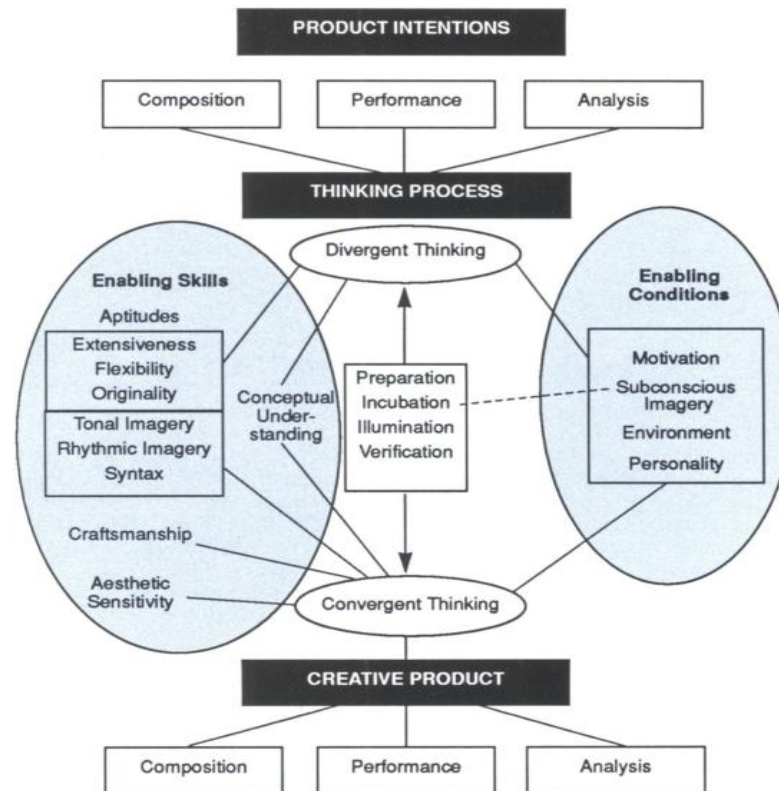 PRODUCT INTENTIONS
Composition
Performance
Analysis
THINKING PROCESS
Divergent Thinking
Enabling Skills
Aptitudes
Extensiveness
Flexibility
Originality
Tonal Imagery
Rhythmic Imagery
Syntax
Conceptual
Under-
standing
Craftsmanship
Aesthetic
Sensitivity
Preparation
Incubation
Illumination
Verification
Enabling
Conditions
Motivation
Subconscious
Imagery
Environment
Personality
Convergent Thinking
CREATIVE PRODUCT
Composition
Performance
Analysis